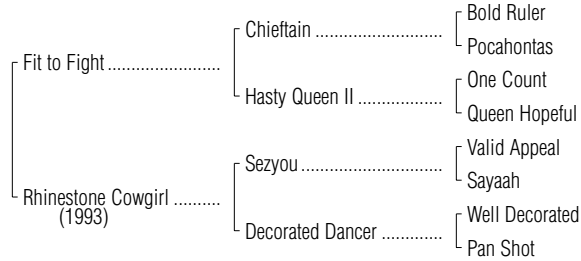 Bold Ruler
Chieftain ............................
Pocahontas
Fit to Fight .........................
One Count
Hasty Queen II ....................
Queen Hopeful
Valid Appeal
Sezyou ...............................
Sayaah
Rhinestone Cowgirl ..........
(1993)
Well Decorated
Decorated Dancer .............
Pan Shot